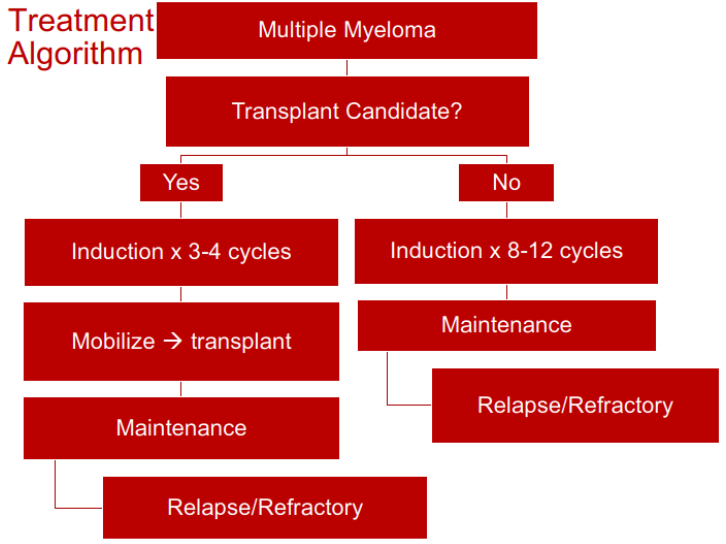 Treatment
Algorithm
Multiple Myeloma
Transplant Candidate?
Yes
No
Induction x 3-4 cycles
Induction x 8-12 cycles
Mobilize → transplant
Maintenance
Maintenance
Relapse/Refractory
Relapse/Refractory